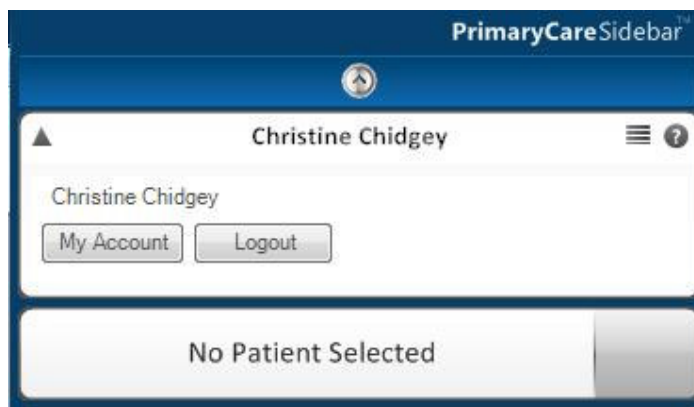 PrimaryCareSidebar™
Christine Chidgey
?
Christine Chidgey
My Account Logout
No Patient Selected